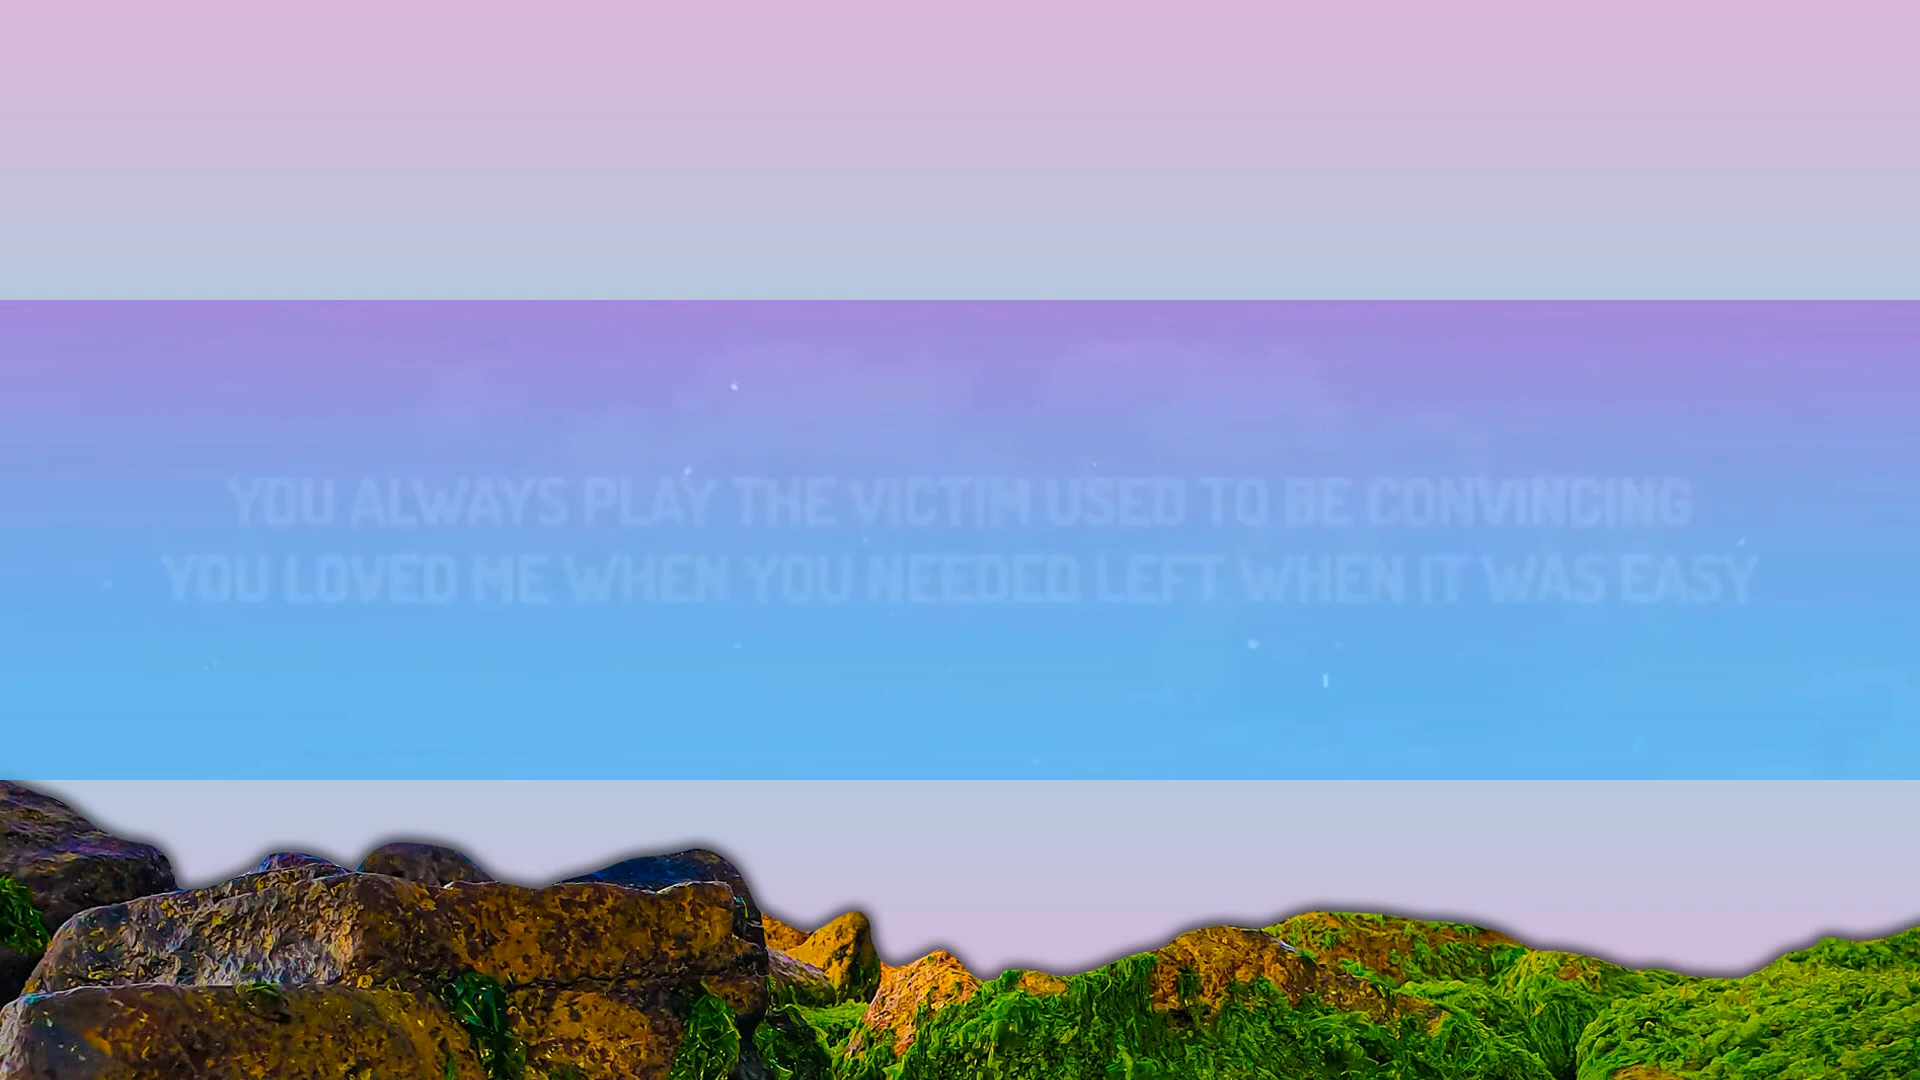 YOU ALWAYS PLAY THE VICTIM USED TO BE CONVINCING
YOU LOVED ME WHEN YOU NEEDED LEFT WHEN IT WAS EASY